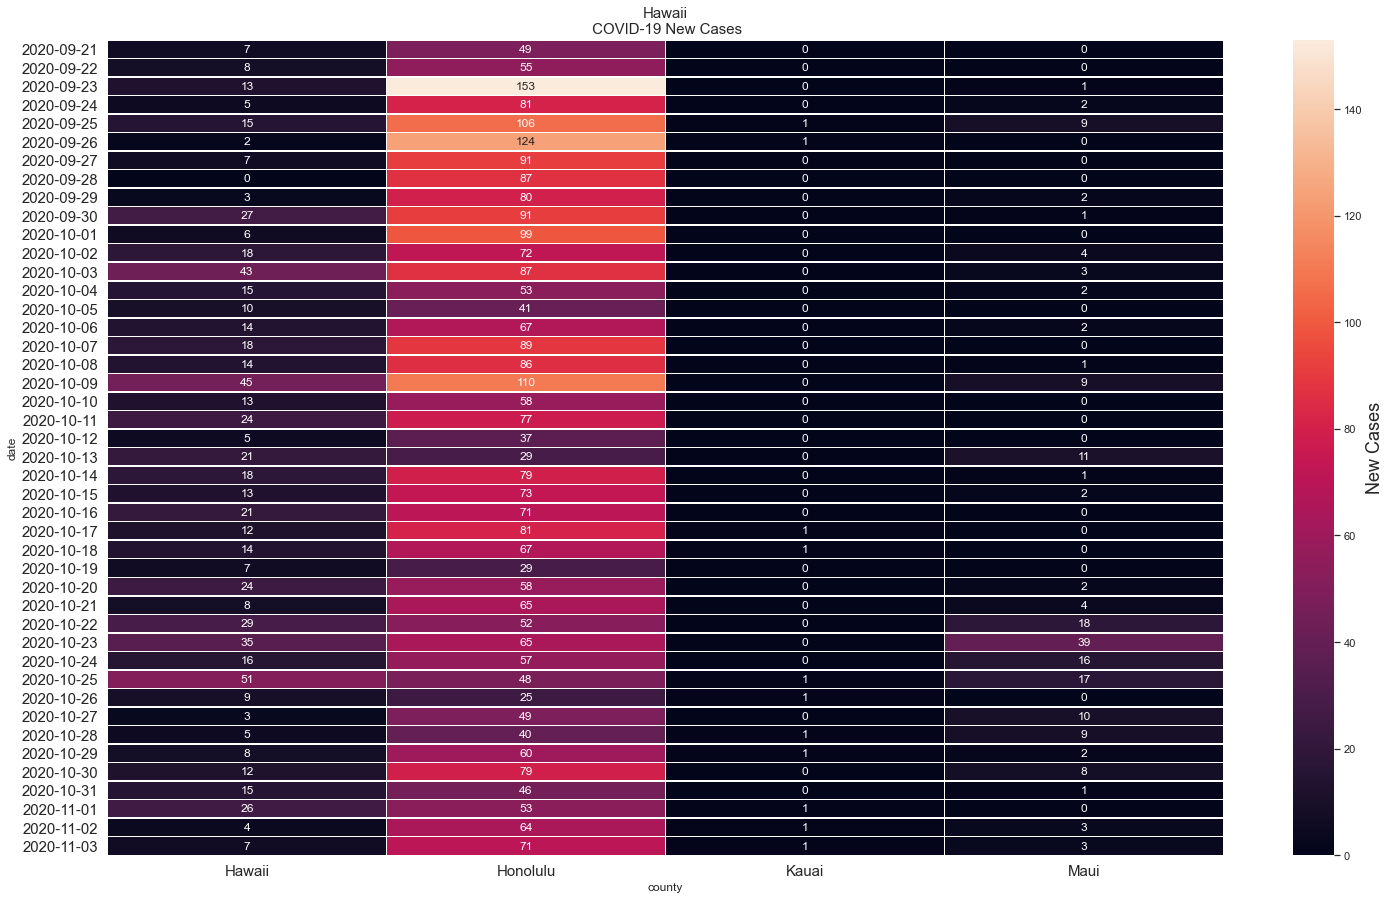 Hawaii
COVID-19 New Cases
2020-09-21 7 49 0 0
2020-09-22 8 55 0 0
2020-09-23 13 153 0 1
2020-09-24 5 81 0 2
2020-09-25 15 106 1 9
2020-09-26 2 124 1 0
2020-09-27 7 91 0 0
2020-09-28 0 87 0 0
2020-09-29 3 80 0 2
2020-09-30 27 91 0 1
2020-10-01 6 99 0 0
2020-10-02 18 72 0 4
2020-10-03 43 87 0 3
2020-10-04 15 53 0 2
2020-10-05 10 41 0 0
2020-10-06 14 67 0 2
2020-10-07 18 89 0 0
2020-10-08 14 86 0 1
2020-10-09 45 110 0 9
2020-10-10 13 58 0 0
2020-10-11 24 77 0 0
2020-10-12 5 37 0 0
2020-10-13 21 29 0 11
2020-10-14 18 79 0 1
2020-10-15 13 73 0 2
2020-10-16 21 71 0 0
2020-10-17 12 81 1 0
2020-10-18 14 67 1 0
2020-10-19 7 29 0 0
2020-10-20 24 58 0 2
2020-10-21 8 65 0 4
2020-10-22 29 52 0 18
2020-10-23 35 65 0 39
2020-10-24 16 57 0 16
2020-10-25 51 48 1 17
2020-10-26 9 25 1 0
2020-10-27 3 49 0 10
2020-10-28 5 40 1 9
2020-10-29 8 60 1 2
2020-10-30 12 79 0 8
2020-10-31 15 46 0 1
2020-11-01 26 53 1 0
2020-11-02 4 64 1 3
2020-11-03 7 71 1 3
Hawaii Honolulu Kauai Maui
county
date
140
120
100
80
60
40
20
0
New Cases